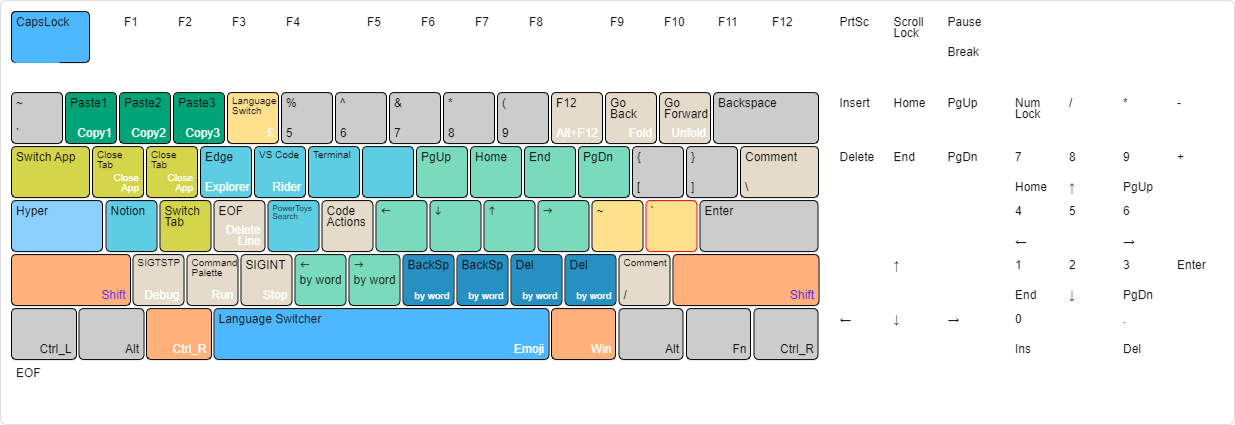 CapsLock F1 F2 F3 F4 F5 F6 F7 F8 F9 F10 F11 F12 PrtSc Scroll Lock Pause
Break
~ Paste1 Paste2 Paste3 Language Switch % ^ & * ( F12 Go Back Go Forward Backspace Insert Home PgUp Num Lock / * -
` Copy1 Copy2 Copy3 £ 5 6 7 8 9 Alt+F12 Fold Unfold
Switch App Close Tab Close Tab Edge VS Code Terminal PgUp Home End PgDn { } Comment Delete End PgDn 7 8 9 +
Close App Close App Explorer Rider [ ] \ Home ↑ PgUp
Hyper Notion Switch Tab EOF PowerToys Search Code Actions ← ↓ ↑ → ~ ` Enter 4 5 6
Delete Line ← →
SIGTSTP Command Palette SIGINT ← by word → by word BackSp BackSp Del Del Comment ↑ 1 2 3 Enter
Shift Debug Run Stop by word by word by word by word / Shift End ↓ PgDn
Language Switcher ← ↓ → 0 .
Ctrl_L Alt Ctrl_R Emoji Win Alt Fn Ctrl_R Ins Del
EOF